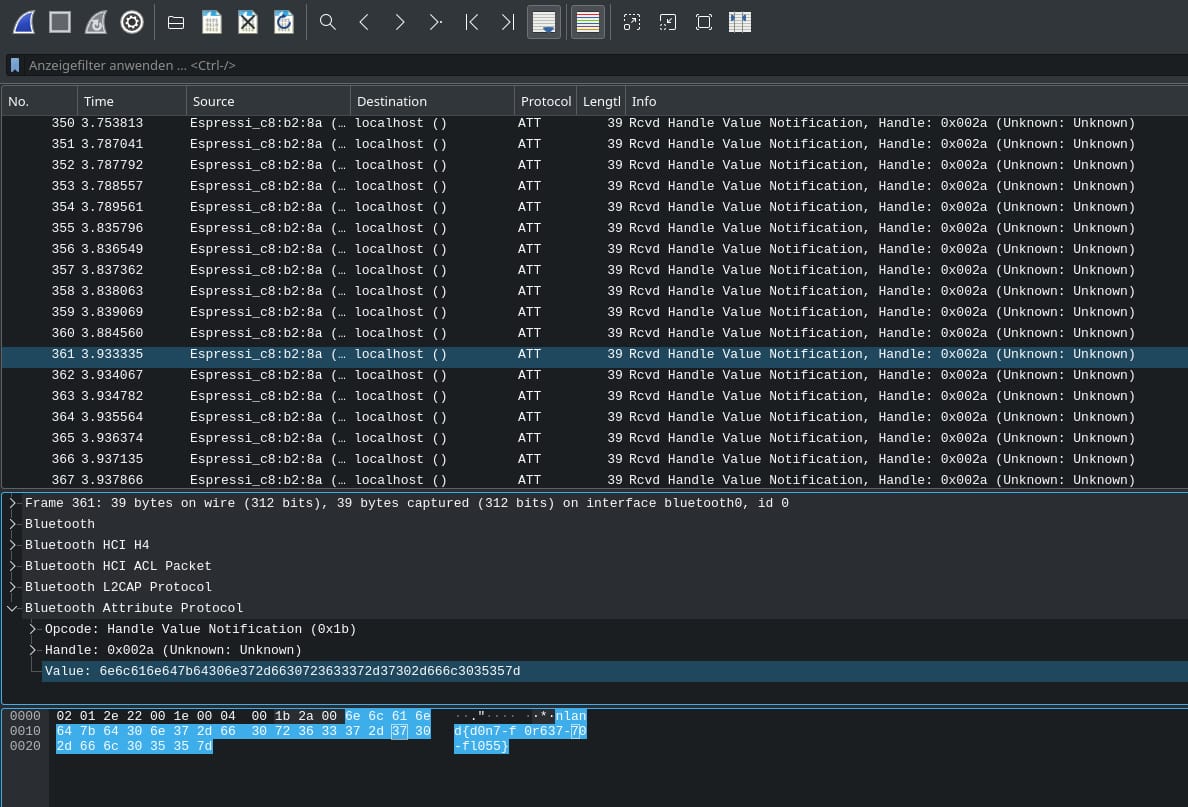 Anzeigefilter anwenden ... <Ctrl-/>
No. Time Source Destination Protocol Lengtl Info
350 3.753813 Espressi_c8:b2:8a (… localhost () ATT 39 Rcvd Handle Value Notification, Handle: 0x002a (Unknown: Unknown)
351 3.787041 Espressi_c8:b2:8a (… localhost () ATT 39 Rcvd Handle Value Notification, Handle: 0x002a (Unknown: Unknown)
352 3.787792 Espressi_c8:b2:8a (… localhost () ATT 39 Rcvd Handle Value Notification, Handle: 0x002a (Unknown: Unknown)
353 3.788557 Espressi_c8:b2:8a (… localhost () ATT 39 Rcvd Handle Value Notification, Handle: 0x002a (Unknown: Unknown)
354 3.789561 Espressi_c8:b2:8a (… localhost () ATT 39 Rcvd Handle Value Notification, Handle: 0x002a (Unknown: Unknown)
355 3.835796 Espressi_c8:b2:8a (… localhost () ATT 39 Rcvd Handle Value Notification, Handle: 0x002a (Unknown: Unknown)
356 3.836549 Espressi_c8:b2:8a (… localhost () ATT 39 Rcvd Handle Value Notification, Handle: 0x002a (Unknown: Unknown)
357 3.837362 Espressi_c8:b2:8a (… localhost () ATT 39 Rcvd Handle Value Notification, Handle: 0x002a (Unknown: Unknown)
358 3.838063 Espressi_c8:b2:8a (… localhost () ATT 39 Rcvd Handle Value Notification, Handle: 0x002a (Unknown: Unknown)
359 3.839069 Espressi_c8:b2:8a (… localhost () ATT 39 Rcvd Handle Value Notification, Handle: 0x002a (Unknown: Unknown)
360 3.884560 Espressi_c8:b2:8a (… localhost () ATT 39 Rcvd Handle Value Notification, Handle: 0x002a (Unknown: Unknown)
361 3.933335 Espressi_c8:b2:8a (… localhost () ATT 39 Rcvd Handle Value Notification, Handle: 0x002a (Unknown: Unknown)
362 3.934067 Espressi_c8:b2:8a (… localhost () ATT 39 Rcvd Handle Value Notification, Handle: 0x002a (Unknown: Unknown)
363 3.934782 Espressi_c8:b2:8a (… localhost () ATT 39 Rcvd Handle Value Notification, Handle: 0x002a (Unknown: Unknown)
364 3.935564 Espressi_c8:b2:8a (… localhost () ATT 39 Rcvd Handle Value Notification, Handle: 0x002a (Unknown: Unknown)
365 3.936374 Espressi_c8:b2:8a (… localhost () ATT 39 Rcvd Handle Value Notification, Handle: 0x002a (Unknown: Unknown)
366 3.937135 Espressi_c8:b2:8a (… localhost () ATT 39 Rcvd Handle Value Notification, Handle: 0x002a (Unknown: Unknown)
367 3.937866 Espressi_c8:b2:8a (… localhost () ATT 39 Rcvd Handle Value Notification, Handle: 0x002a (Unknown: Unknown)
Frame 361: 39 bytes on wire (312 bits), 39 bytes captured (312 bits) on interface bluetooth0, id 0
Bluetooth
Bluetooth HCI H4
Bluetooth HCI ACL Packet
Bluetooth L2CAP Protocol
Bluetooth Attribute Protocol
Opcode: Handle Value Notification (0x1b)
Handle: 0x002a (Unknown: Unknown)
Value: 6e6c616e647b64306e372d6630723633372d37302d666c3035357d
0000 02 01 2e 22 00 1e 00 04 00 1b 2a 00 6e 6c 61 6e ··."···· ··*·nlan
0010 64 7b 64 30 6e 37 2d 66 30 72 36 33 37 2d 37 30 d{d0n7-f 0r637-70
0020 2d 66 6c 30 35 35 7d -fl055}